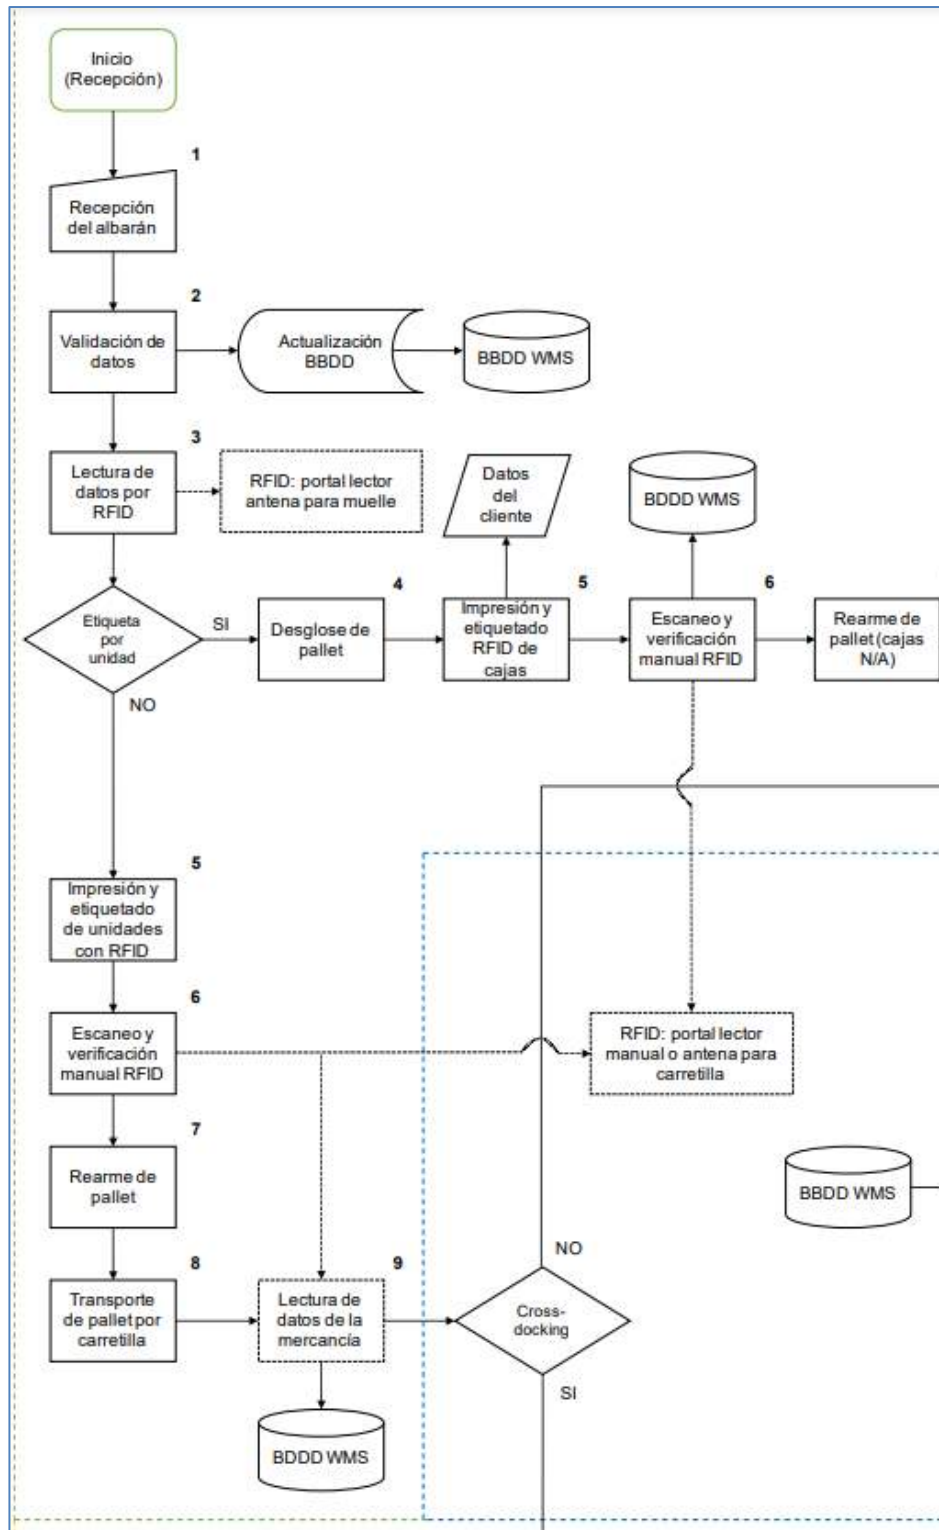 Inicio
(Recepción)
1
Recepción
del albarán
2
Validación de
datos
Actualización
BBDD
BBDD WMS
3
Lectura de
datos por
RFID
RFID: portal lector
antena para muelle
Datos
del
cliente
BDDD WMS
Etiqueta
por
unidad
SI
NO
4
Desglose de
pallet
5
Impresión y
etiquetado
RFID de
cajas
6
Escaneo y
verificación
manual RFID
Rearme de
pallet (cajas
N/A)
5
Impresión y
etiquetado
de unidades
con RFID
6
Escaneo y
verificación
manual RFID
RFID: portal lector
manual o antena para
carretilla
7
Rearme de
pallet
BBDD WMS
8
Transporte
de pallet por
carretilla
9
Lectura de
datos de la
mercancía
NO
Cross-
docking
SI
BDDD WMS